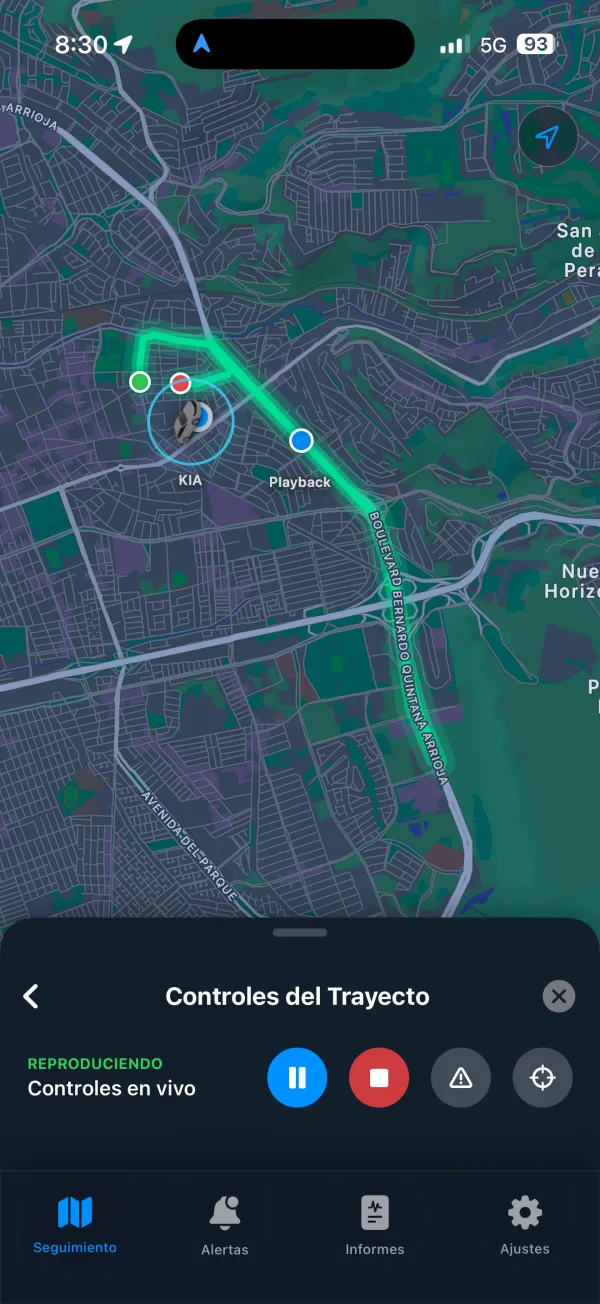 8:30
5G
93
ARRIOJA
San
de
Pera
KIA
Playback
BOULEVARD BERNARDO QUINTANA ARRIOJA
Nue
Horizo
P
AVENIDA DEL PARQUE
Controles del Trayecto
REPRODUCIENDO
Controles en vivo
Seguimiento
Alertas
Informes
Ajustes